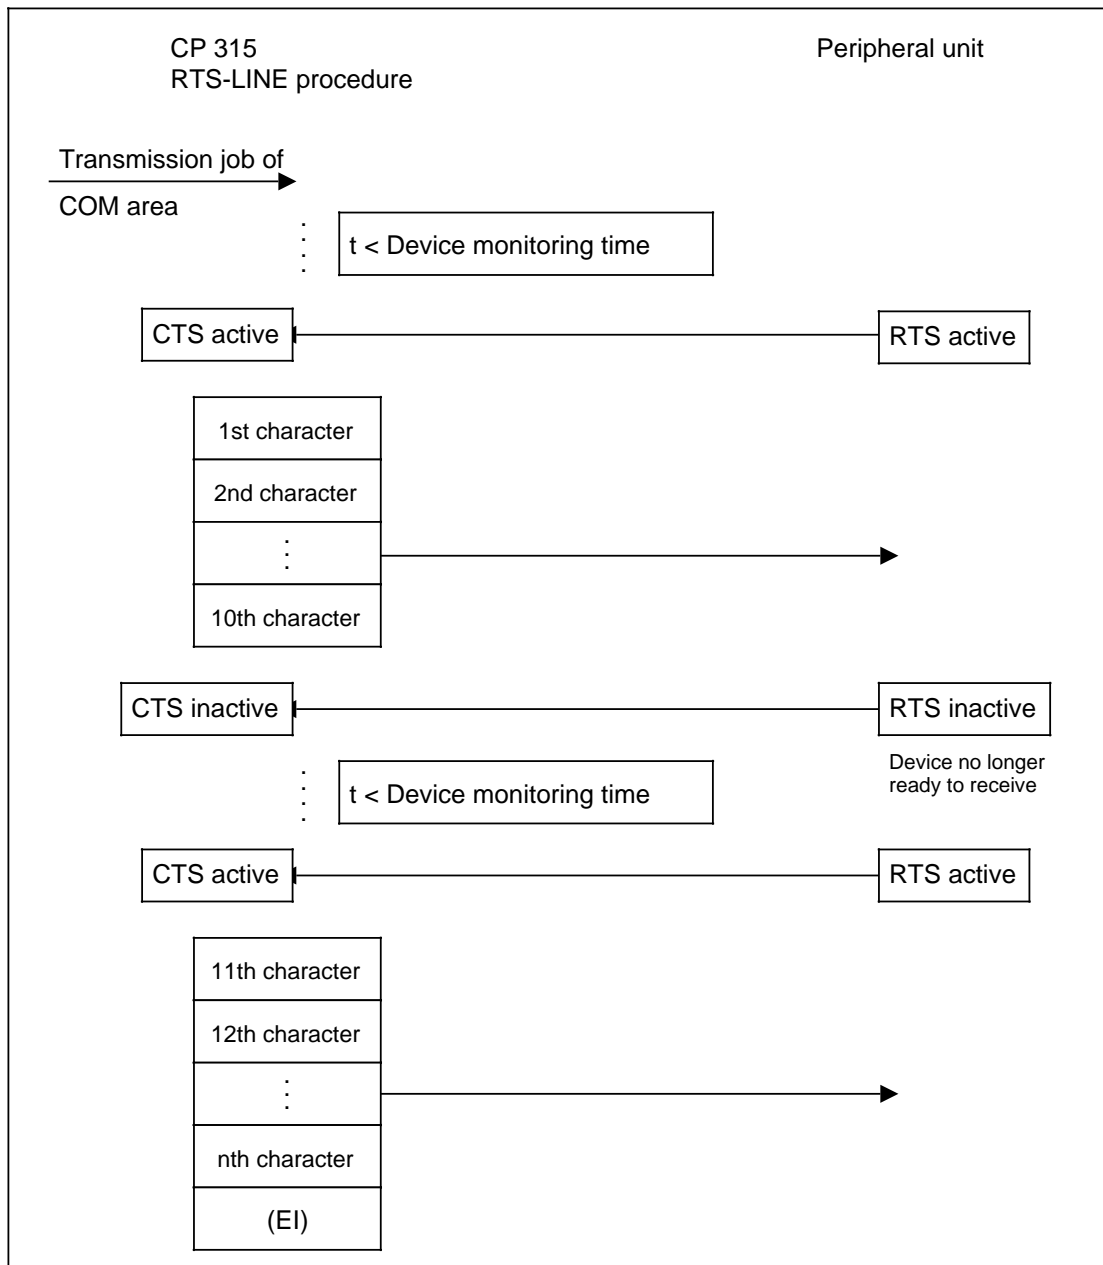 CP 315
Peripheral unit
RTS-LINE procedure
Transmission job of
COM area
t < Device monitoring time
CTS active
RTS active
1st character
2nd character
10th character
CTS inactive
RTS inactive
Device no longer
ready to receive
t < Device monitoring time
CTS active
RTS active
11th character
12th character
nth character
(EI)